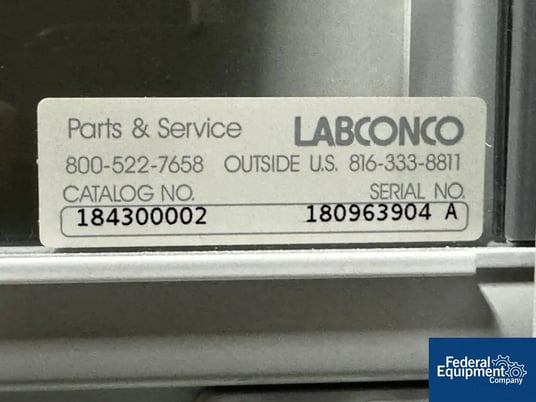 Parts & Service LABCONCO
800-522-7658 OUTSIDE U.S. 816-333-8811
CATALOG NO. SERIAL NO.
184300002 180963904 A
Federal
Equipment
Company